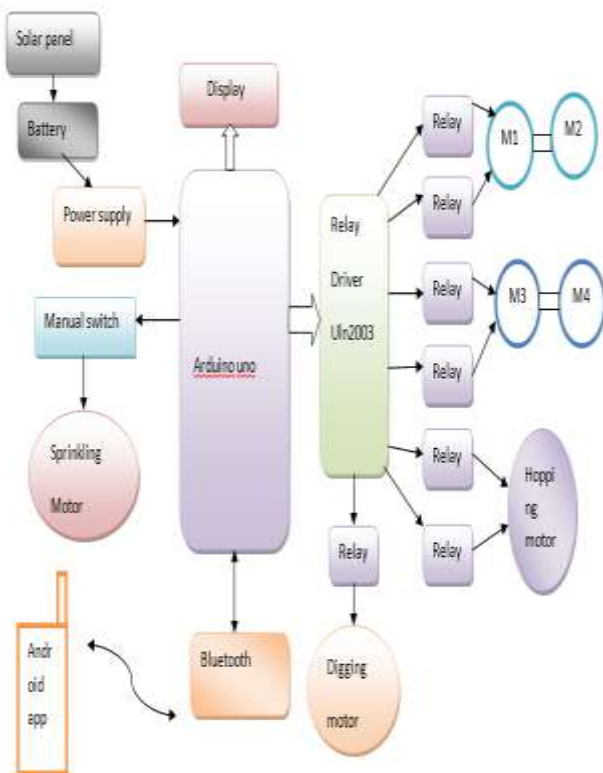 Solar panel
Battery
Power supply
Display
Manual switch
Sprinkling
Motor
Arduino uno
Relay
Driver
Uln2003
Relay
Relay
Relay
Relay
Relay
Relay
Relay
M1
M2
M3
M4
Hoppi
ng
motor
Digging
motor
Bluetooth
Andr
oid
app